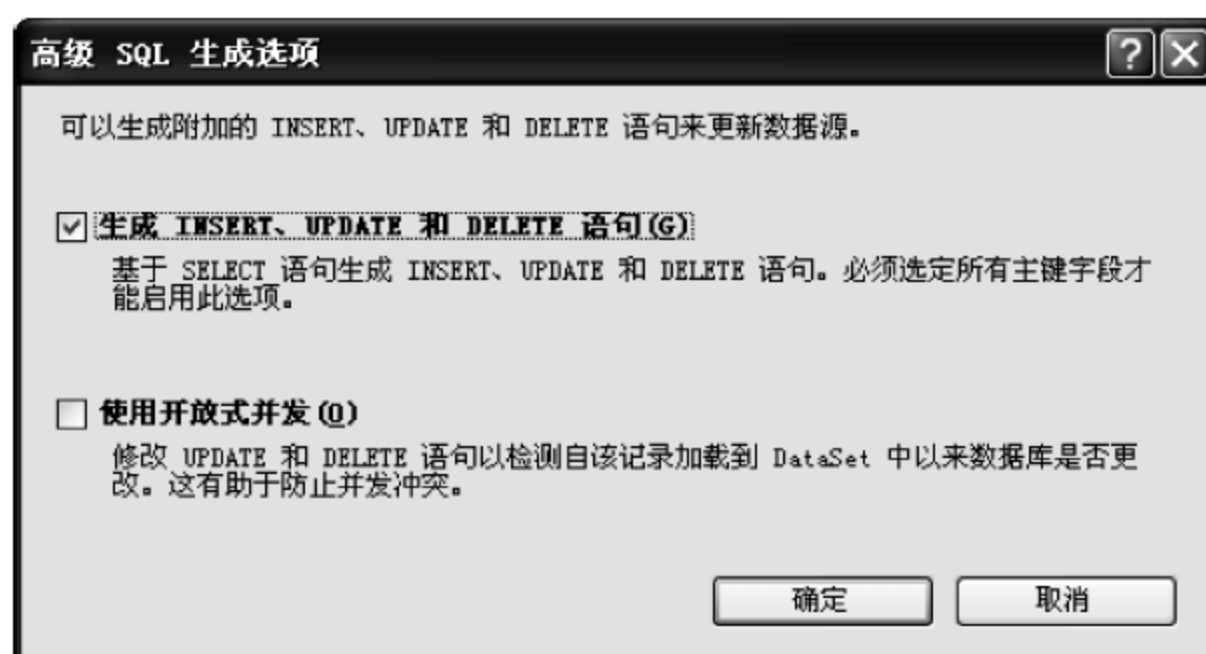 高级 SQL 生成选项
可以生成附加的 INSERT、UPDATE 和 DELETE 语句来更新数据源。
生成 INSERT、UPDATE 和 DELETE 语句(G)
基于 SELECT 语句生成 INSERT、UPDATE 和 DELETE 语句。必须选定所有主键字段才
能启用此选项。
使用开放式并发(O)
修改 UPDATE 和 DELETE 语句以检测自该记录加载到 DataSet 中以来数据库是否更
改。这有助于防止并发冲突。
确定
取消